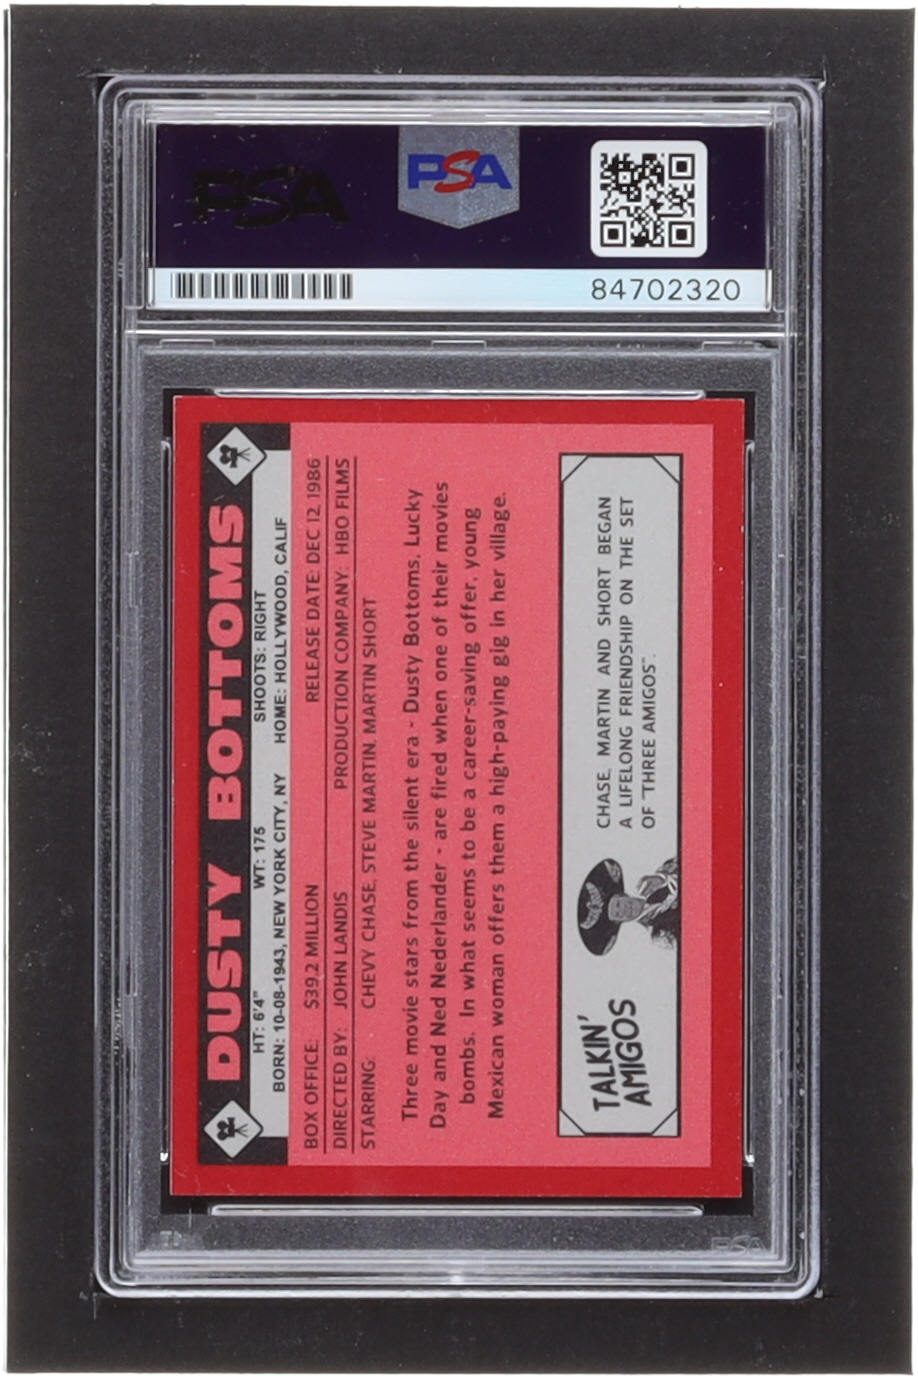 PSA
PSA
84702320
DUSTY BOTTOMS
HT: 6'4" WT: 175 SHOOTS: RIGHT
BORN: 10-08-1943, NEW YORK CITY, NY HOME: HOLLYWOOD, CALIF
BOX OFFICE: $39.2 MILLION RELEASE DATE: DEC 12, 1986
DIRECTED BY: JOHN LANDIS PRODUCTION COMPANY: HBO FILMS
STARRING: CHEVY CHASE, STEVE MARTIN, MARTIN SHORT
Three movie stars from the silent era - Dusty Bottoms, Lucky
Day and Ned Nederlander - are fired when one of their movies
bombs. In what seems to be a career-saving offer, young
Mexican woman offers them a high-paying gig in her village.
TALKIN'
AMIGOS
CHASE, MARTIN AND SHORT BEGAN
A LIFELONG FRIENDSHIP ON THE SET
OF "THREE AMIGOS".
PSA